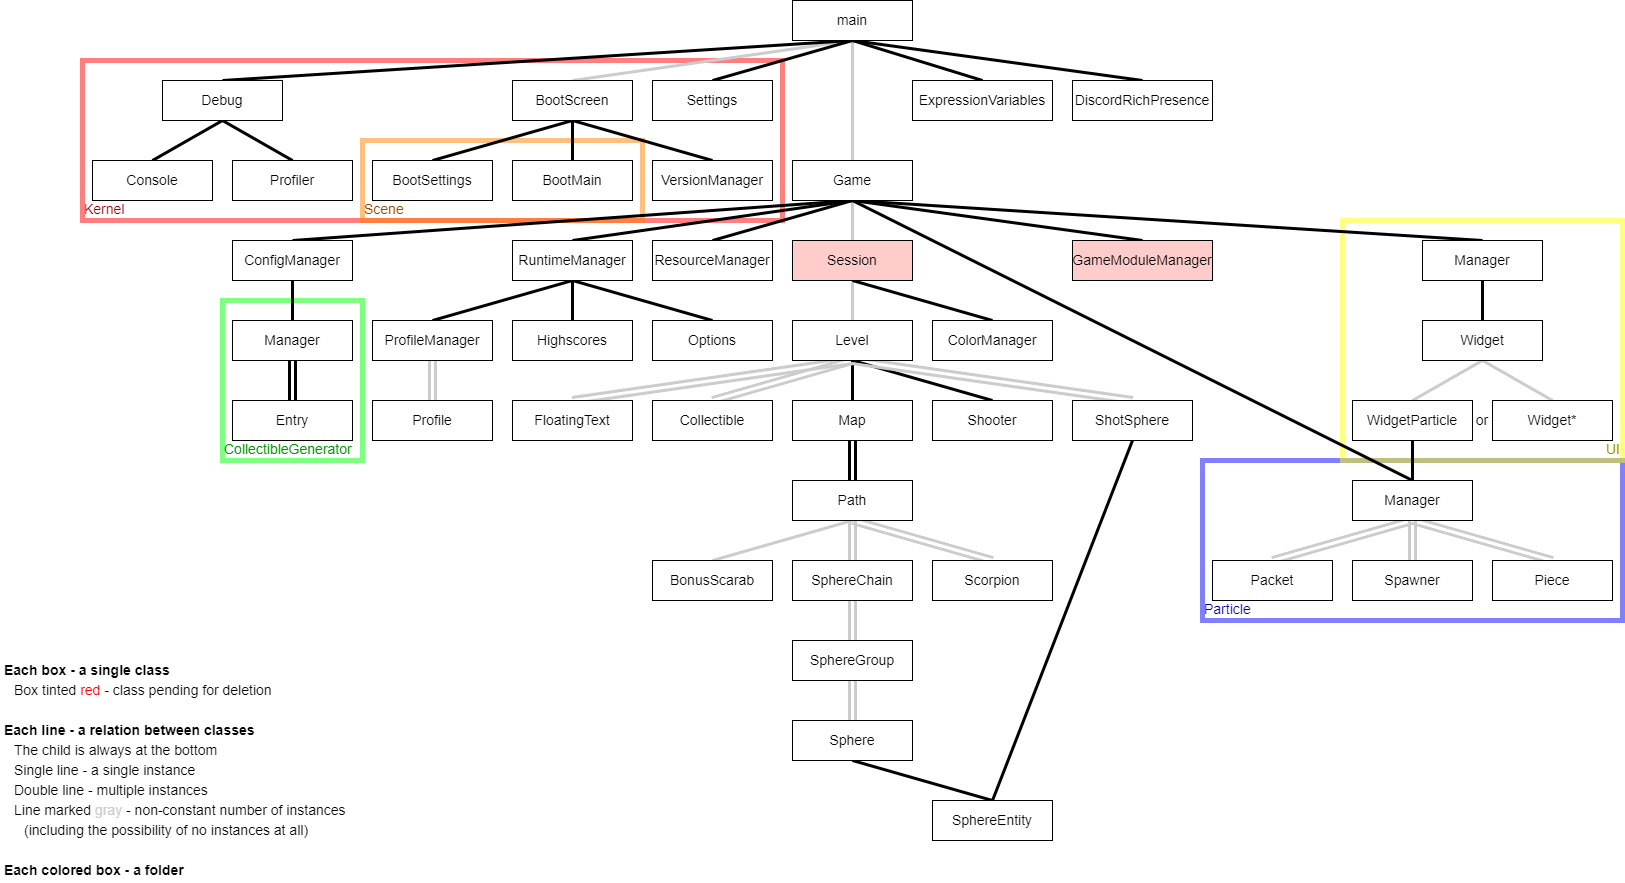 main
Debug
BootScreen
Settings
ExpressionVariables
DiscordRichPresence
Console
Profiler
BootSettings
BootMain
VersionManager
Game
Kernel
Scene
ConfigManager
RuntimeManager
ResourceManager
Session
GameModuleManager
Manager
Manager
ProfileManager
Highscores
Options
Level
ColorManager
Widget
Entry
Profile
FloatingText
Collectible
Map
Shooter
ShotSphere
WidgetParticle or Widget*
CollectibleGenerator
UI
Path
Manager
BonusScarab
SphereChain
Scorpion
Packet
Spawner
Piece
Particle
SphereGroup
Sphere
SphereEntity
Each box - a single class
Box tinted red - class pending for deletion
Each line - a relation between classes
The child is always at the bottom
Single line - a single instance
Double line - multiple instances
Line marked gray - non-constant number of instances
(including the possibility of no instances at all)
Each colored box - a folder